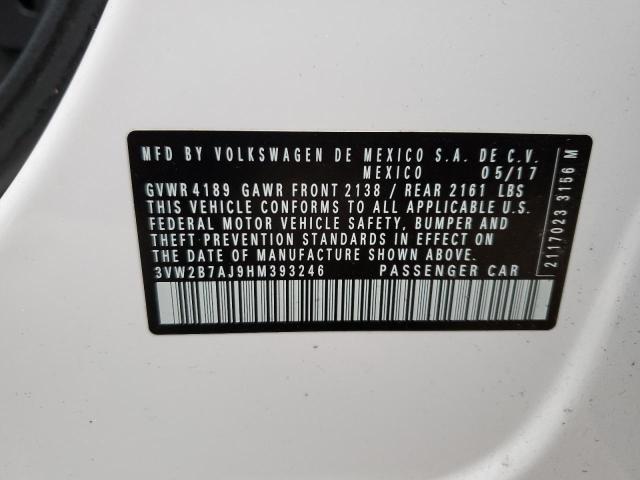 MFD BY VOLKSWAGEN DE MEXICO S.A. DE C.V.
MEXICO 05/17
GVWR 4189 GAWR FRONT 2138 / REAR 2161 LBS
THIS VEHICLE CONFORMS TO ALL APPLICABLE U.S.
FEDERAL MOTOR VEHICLE SAFETY, BUMPER AND
THEFT PREVENTION STANDARDS IN EFFECT ON
THE DATE OF MANUFACTURE SHOWN ABOVE.
3VW2B7AJ9HM393246 PASSENGER CAR
2117023 3156 M